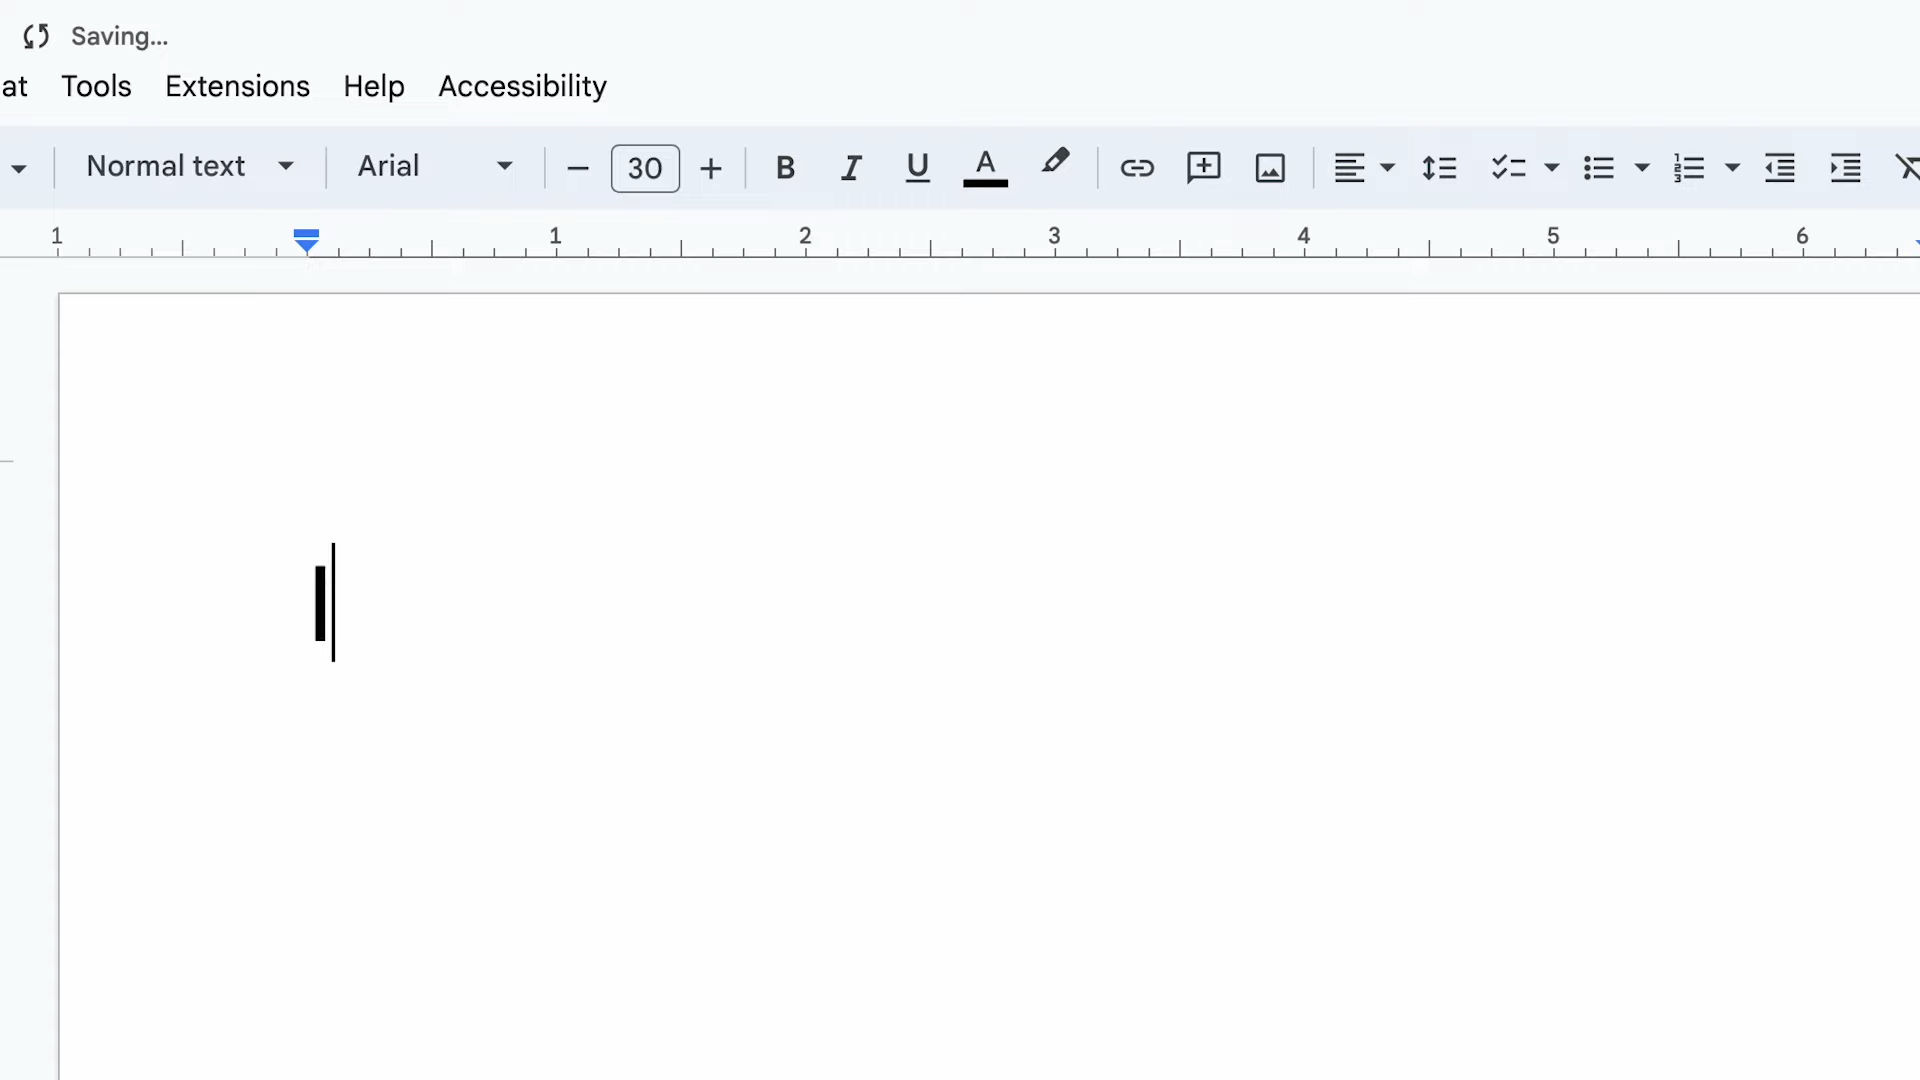 Saving...
at Tools Extensions Help Accessibility
Normal text Arial 30 B I U A
1 1 2 3 4 5 6
I